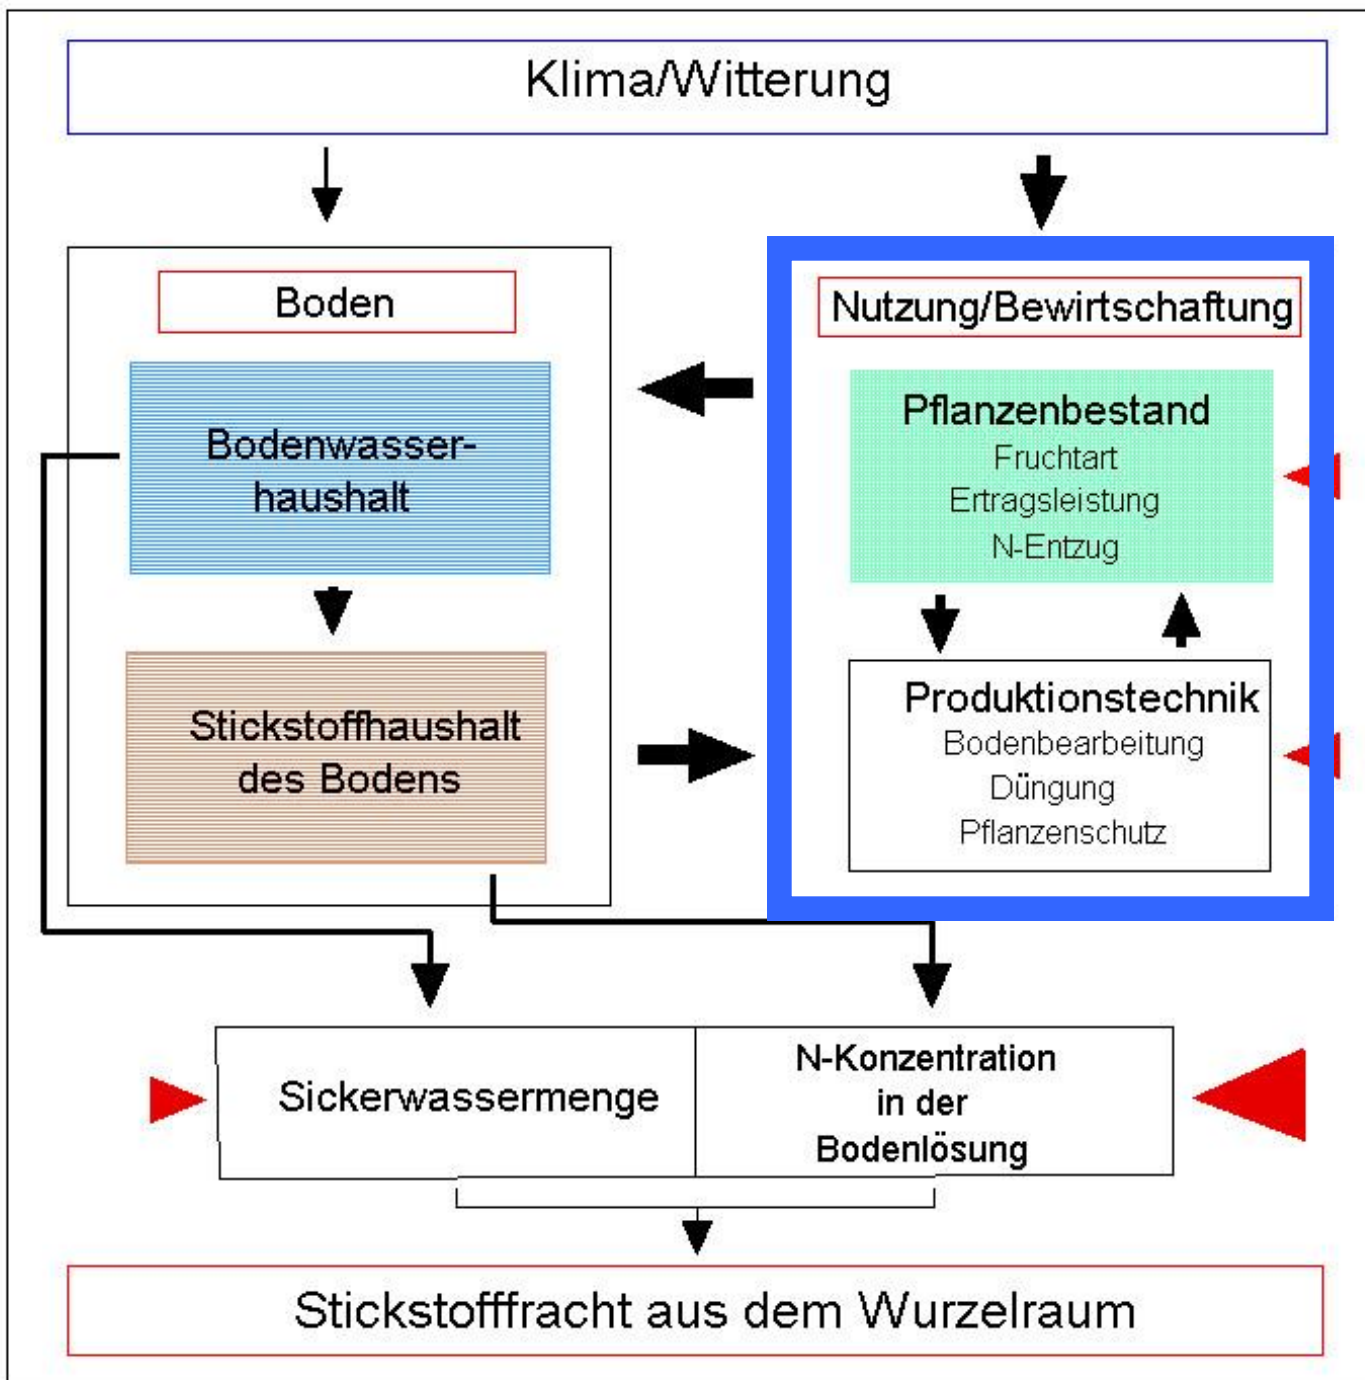 Klima/Witterung
Boden
Bodenwasser-
haushalt
Stickstoffhaushalt
des Bodens
Nutzung/Bewirtschaftung
Pflanzenbestand
Fruchtart
Ertragsleistung
N-Entzug
Produktionstechnik
Bodenbearbeitung
Düngung
Pflanzenschutz
Sickerwassermenge
N-Konzentration
in der
Bodenlösung
Stickstofffracht aus dem Wurzelraum